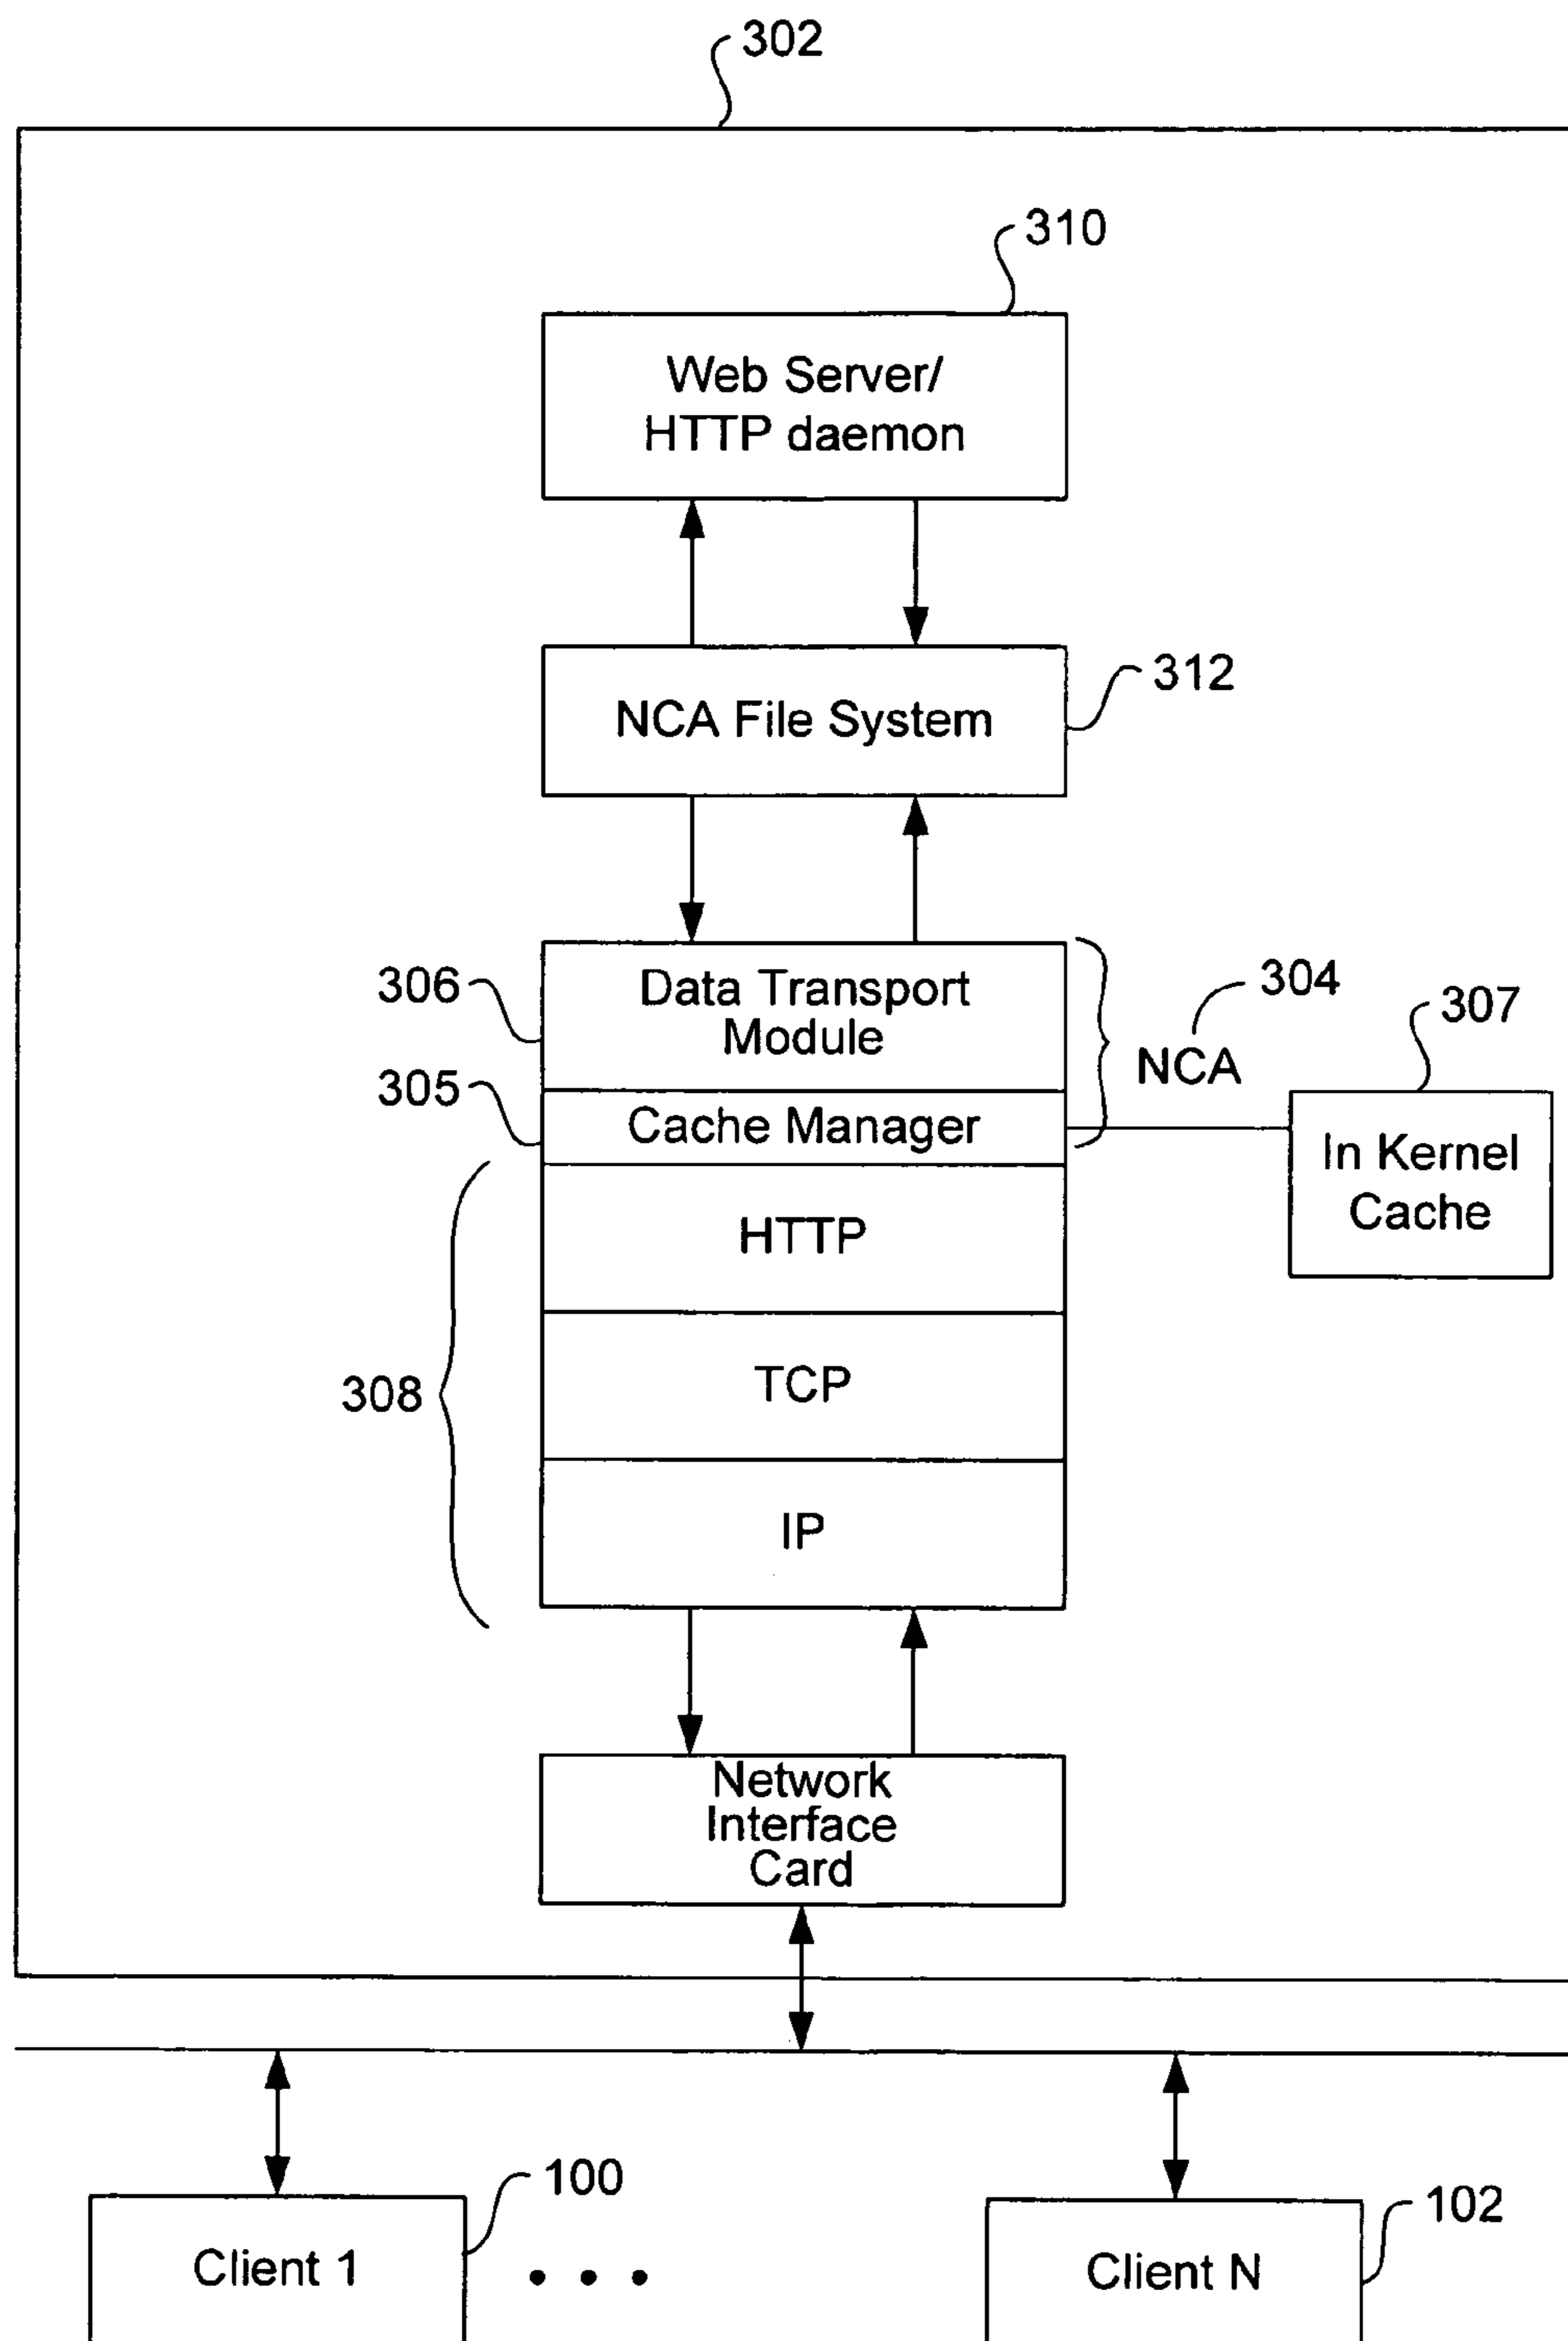 302
310
Web Server/
HTTP daemon
312
NCA File System
306
Data Transport
Module
304
NCA
307
305
Cache Manager
In Kernel
Cache
HTTP
308
TCP
IP
Network
Interface
Card
100
Client 1
102
Client N